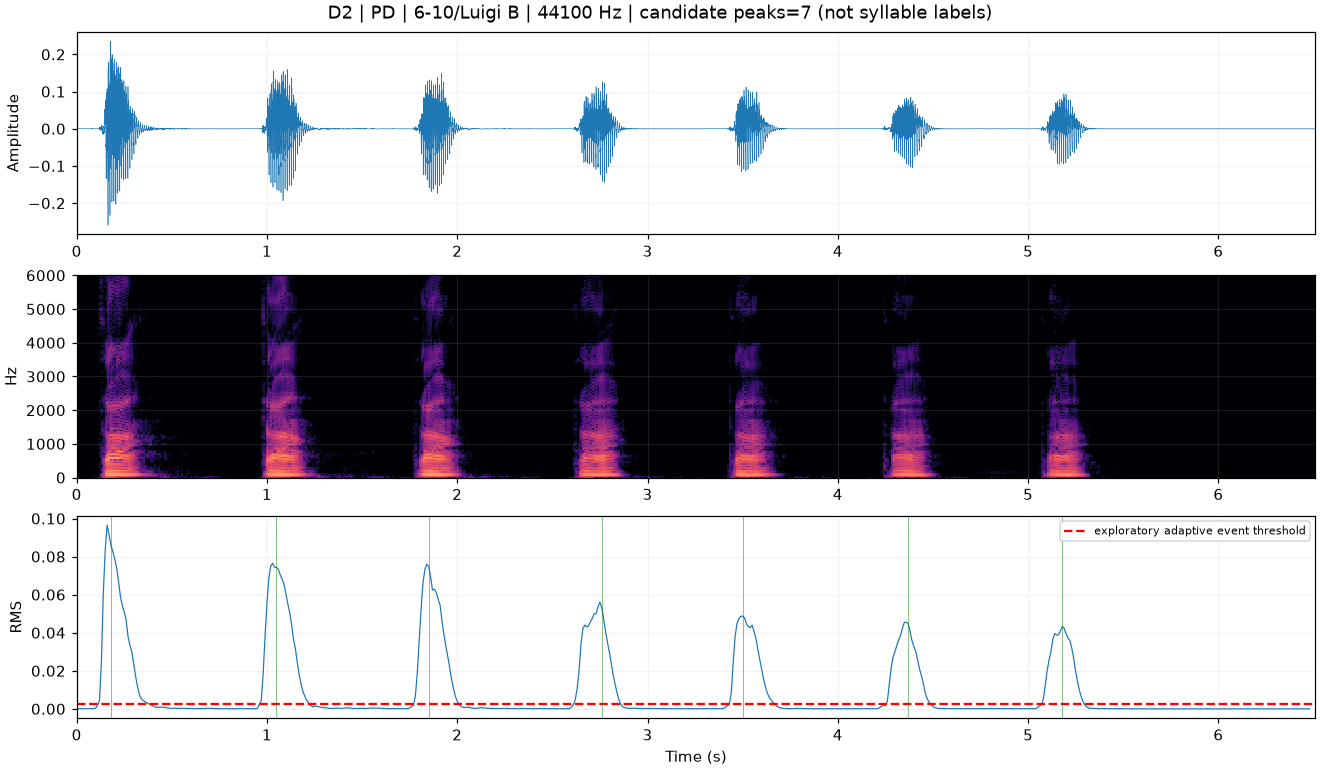 D2 | PD | 6-10/Luigi B | 44100 Hz | candidate peaks=7 (not syllable labels)
Amplitude
0.2
0.1
0.0
−0.1
−0.2
0 1 2 3 4 5 6
Hz
6000
5000
4000
3000
2000
1000
0
0 1 2 3 4 5 6
RMS
0.10
0.08
0.06
0.04
0.02
0.00
exploratory adaptive event threshold
0 1 2 3 4 5 6
Time (s)